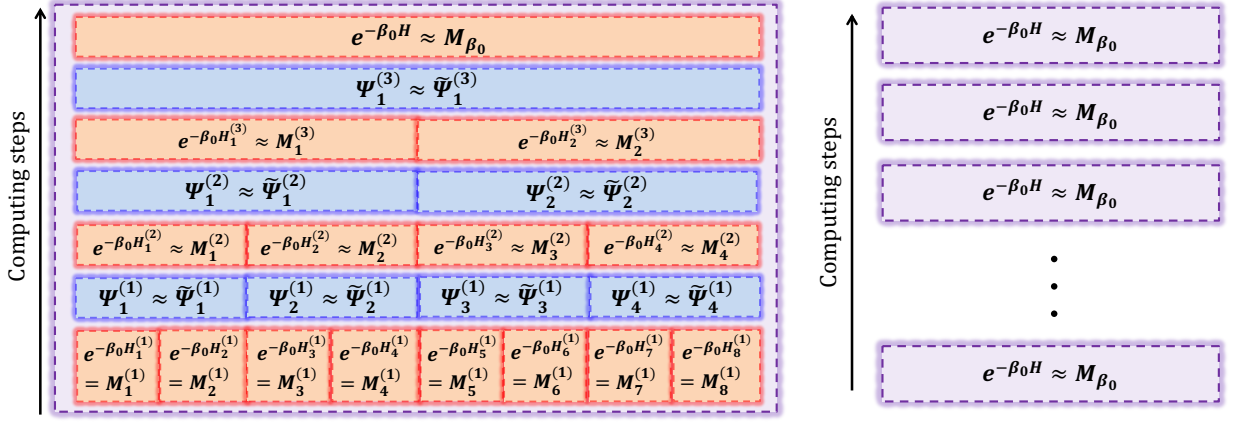 Computing steps
e^{-β_0 H} ≈ M_{β_0}
Ψ_1^{(3)} ≈ Ψ̃_1^{(3)}
e^{-β_0 H_1^{(3)}} ≈ M_1^{(3)} e^{-β_0 H_2^{(3)}} ≈ M_2^{(3)}
Ψ_1^{(2)} ≈ Ψ̃_1^{(2)} Ψ_2^{(2)} ≈ Ψ̃_2^{(2)}
e^{-β_0 H_1^{(2)}} ≈ M_1^{(2)} e^{-β_0 H_2^{(2)}} ≈ M_2^{(2)} e^{-β_0 H_3^{(2)}} ≈ M_3^{(2)} e^{-β_0 H_4^{(2)}} ≈ M_4^{(2)}
Ψ_1^{(1)} ≈ Ψ̃_1^{(1)} Ψ_2^{(1)} ≈ Ψ̃_2^{(1)} Ψ_3^{(1)} ≈ Ψ̃_3^{(1)} Ψ_4^{(1)} ≈ Ψ̃_4^{(1)}
e^{-β_0 H_1^{(1)}} e^{-β_0 H_2^{(1)}} e^{-β_0 H_3^{(1)}} e^{-β_0 H_4^{(1)}} e^{-β_0 H_5^{(1)}} e^{-β_0 H_6^{(1)}} e^{-β_0 H_7^{(1)}} e^{-β_0 H_8^{(1)}}
= M_1^{(1)} = M_2^{(1)} = M_3^{(1)} = M_4^{(1)} = M_5^{(1)} = M_6^{(1)} = M_7^{(1)} = M_8^{(1)}
Computing steps
e^{-β_0 H} ≈ M_{β_0}
e^{-β_0 H} ≈ M_{β_0}
e^{-β_0 H} ≈ M_{β_0}
e^{-β_0 H} ≈ M_{β_0}